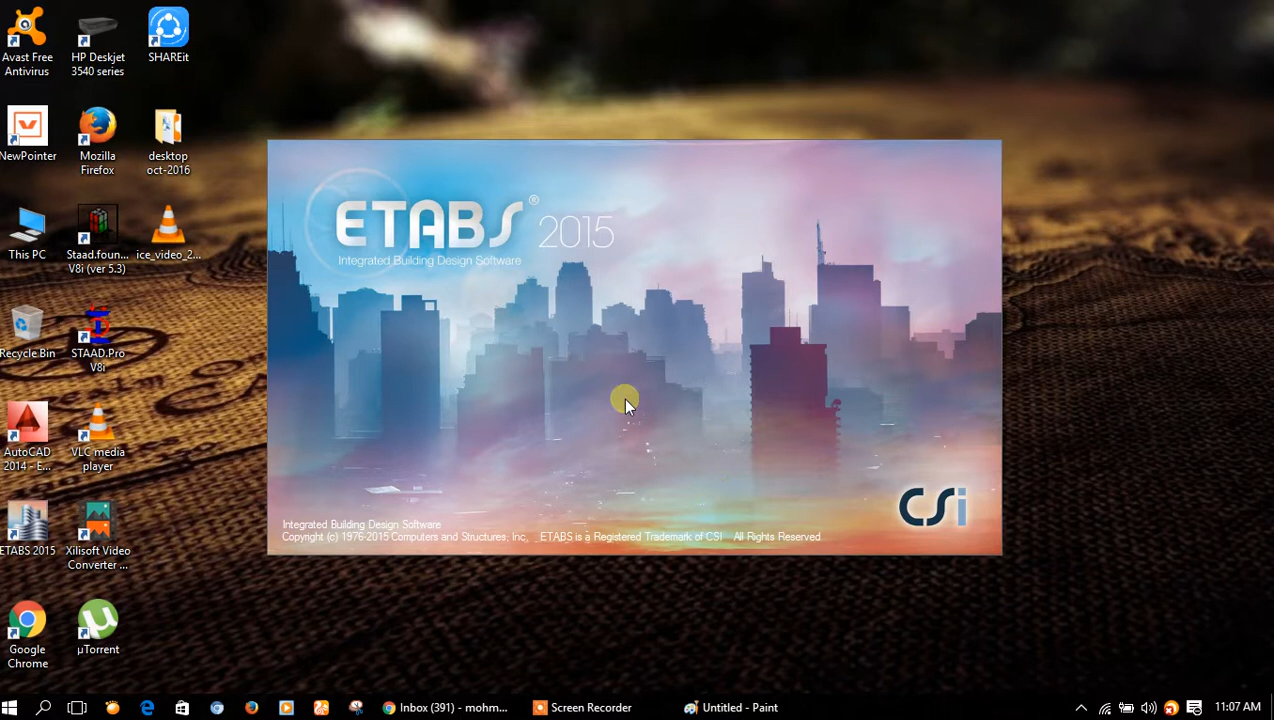 Avast Free
Antivirus
HP Deskjet
3540 series
SHAREit
NewPointer
Mozilla
Firefox
desktop
oct-2016
This PC
Staad.foun...
V8i (ver 5.3)
ice_video_2...
Recycle Bin
STAAD.Pro
V8i
AutoCAD
2014 - E...
VLC media
player
ETABS 2015
Xilisoft Video
Converter ...
Google
Chrome
µTorrent
ETABS® 2015
Integrated Building Design Software
CSi
Integrated Building Design Software
Copyright (c) 1976-2015 Computers and Structures, Inc. ETABS is a Registered Trademark of CSI All Rights Reserved
Inbox (391) - mohm...
Screen Recorder
Untitled - Paint
11:07 AM